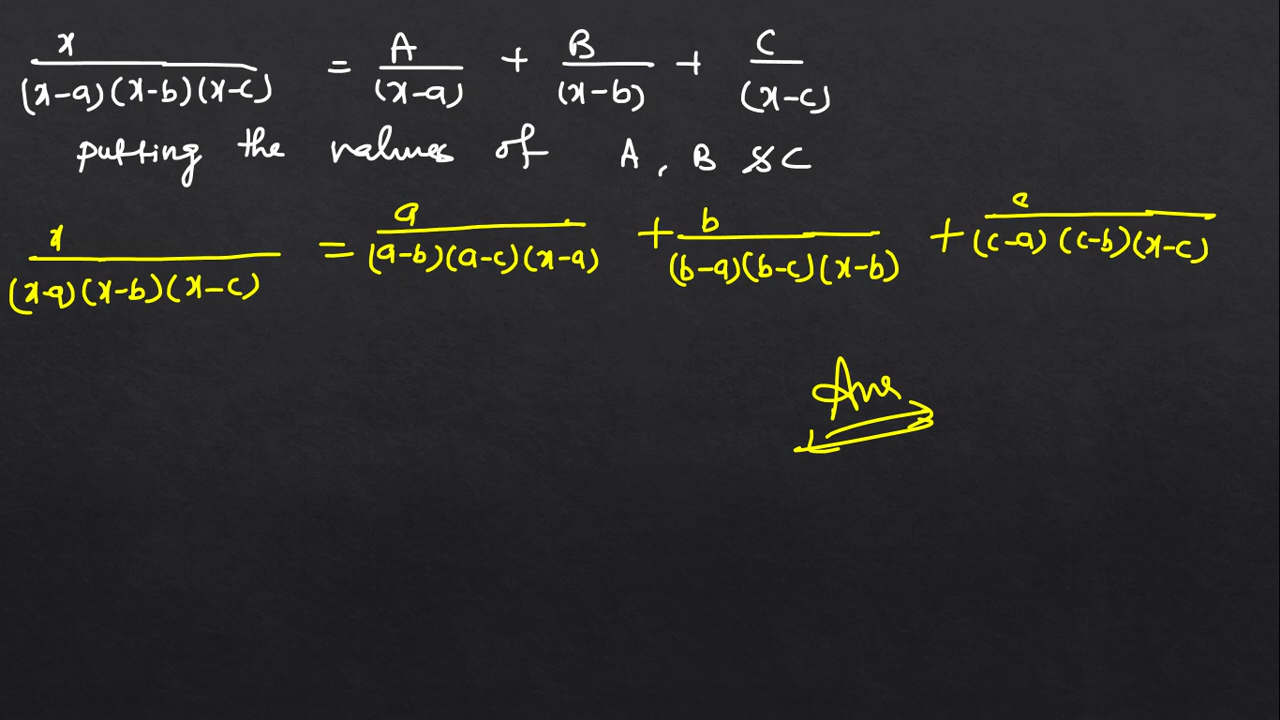 x/((x-a)(x-b)(x-c)) = A/(x-a) + B/(x-b) + C/(x-c)
putting the values of A, B & C
x/((x-a)(x-b)(x-c)) = a/((a-b)(a-c)(x-a)) + b/((b-a)(b-c)(x-b)) + c/((c-a)(c-b)(x-c))
Ans